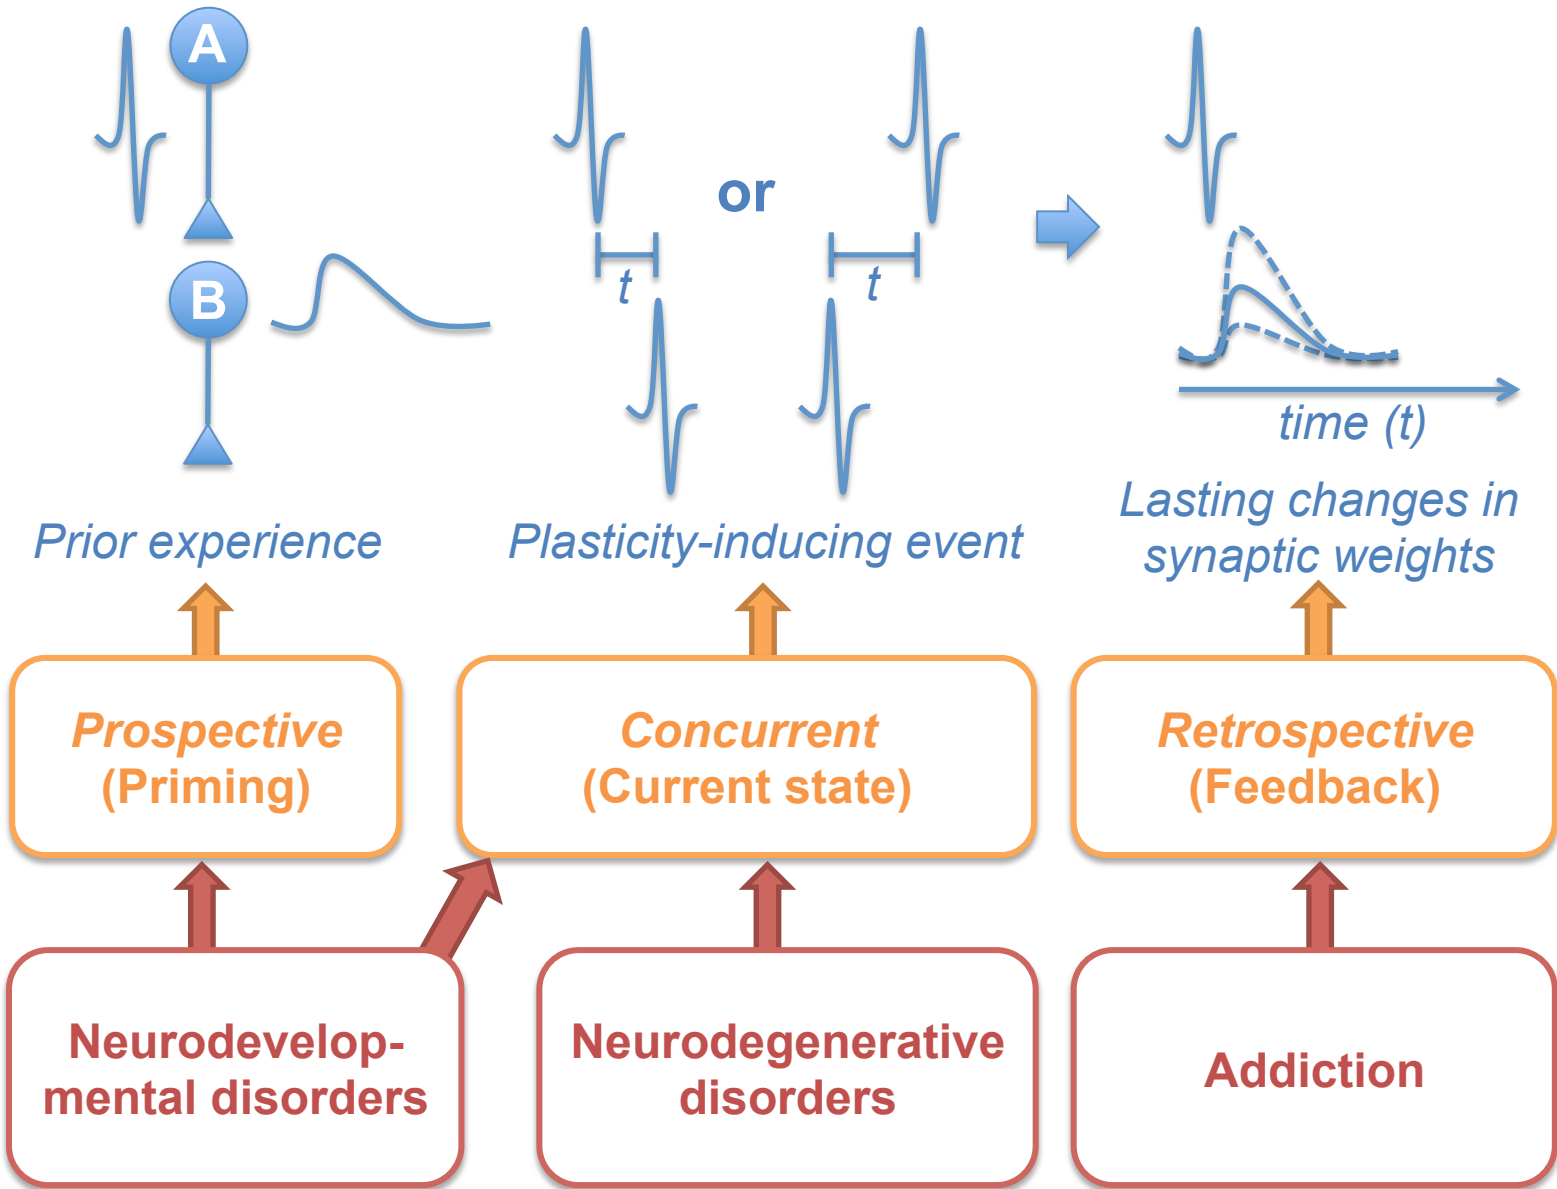 A
B
or
t
t
time (t)
Prior experience
Plasticity-inducing event
Lasting changes in
synaptic weights
Prospective
(Priming)
Concurrent
(Current state)
Retrospective
(Feedback)
Neurodevelop-
mental disorders
Neurodegenerative
disorders
Addiction